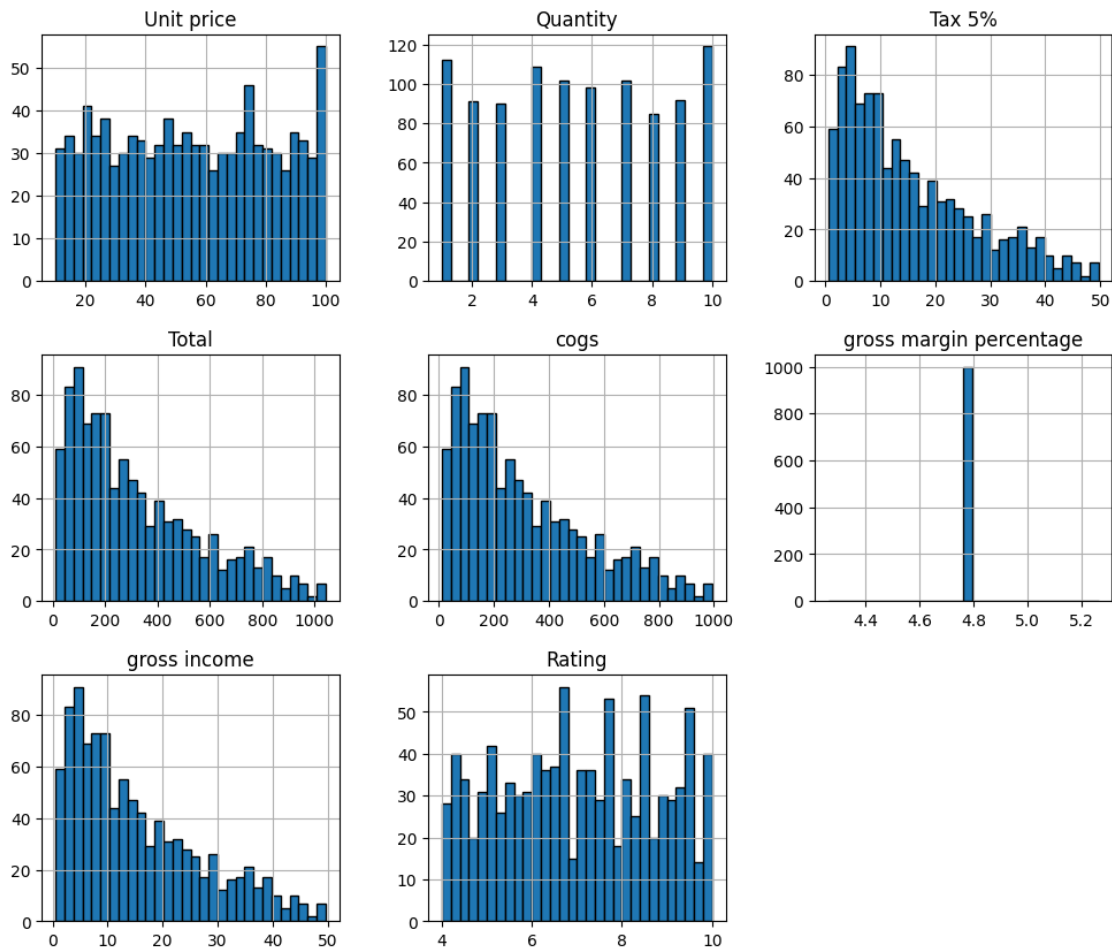 Unit price
50
40
30
20
10
0
20 40 60 80 100
Quantity
120
100
80
60
40
20
0
2 4 6 8 10
Tax 5%
80
60
40
20
0
0 10 20 30 40 50
Total
80
60
40
20
0
0 200 400 600 800 1000
cogs
80
60
40
20
0
0 200 400 600 800 1000
gross margin percentage
1000
800
600
400
200
0
4.4 4.6 4.8 5.0 5.2
gross income
80
60
40
20
0
0 10 20 30 40 50
Rating
50
40
30
20
10
0
4 6 8 10